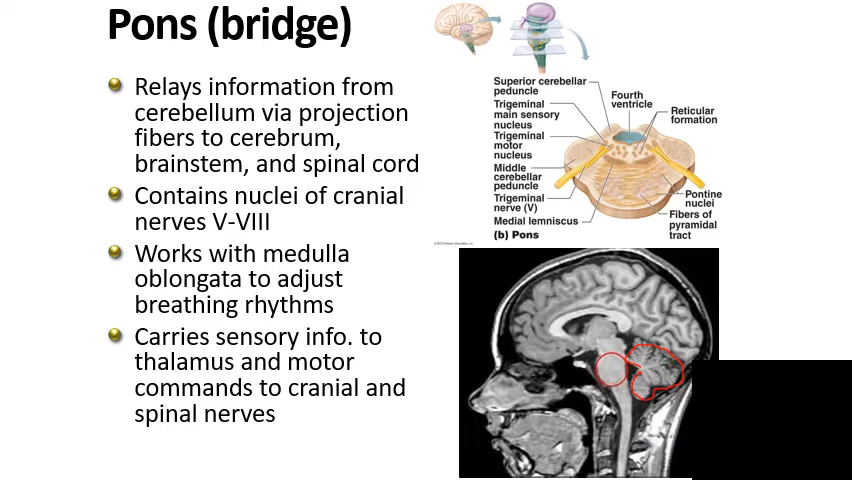 Pons (bridge)
Relays information from
cerebellum via projection
fibers to cerebrum,
brainstem, and spinal cord
Contains nuclei of cranial
nerves V-VIII
Works with medulla
oblongata to adjust
breathing rhythms
Carries sensory info. to
thalamus and motor
commands to cranial and
spinal nerves
Superior cerebellar
peduncle
Trigeminal
main sensory
nucleus
Trigeminal
motor
nucleus
Middle
cerebellar
peduncle
Trigeminal
nerve (V)
Medial lemniscus
(b) Pons
Fourth
ventricle
Reticular
formation
Pontine
nuclei
Fibers of
pyramidal
tract